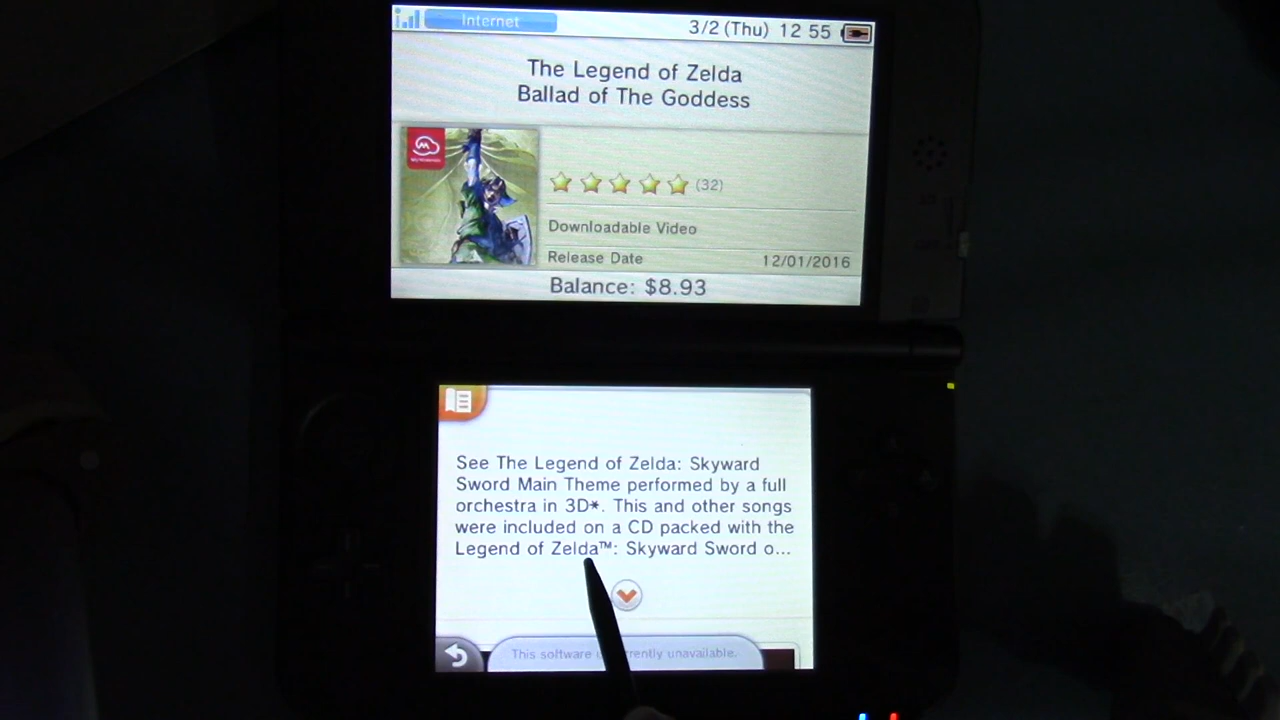 Internet
3/2 (Thu) 12 55
The Legend of Zelda
Ballad of The Goddess
(32)
Downloadable Video
Release Date 12/01/2016
Balance: $8.93
See The Legend of Zelda: Skyward
Sword Main Theme performed by a full
orchestra in 3D*. This and other songs
were included on a CD packed with the
Legend of Zelda™: Skyward Sword o...
This software unavailable.